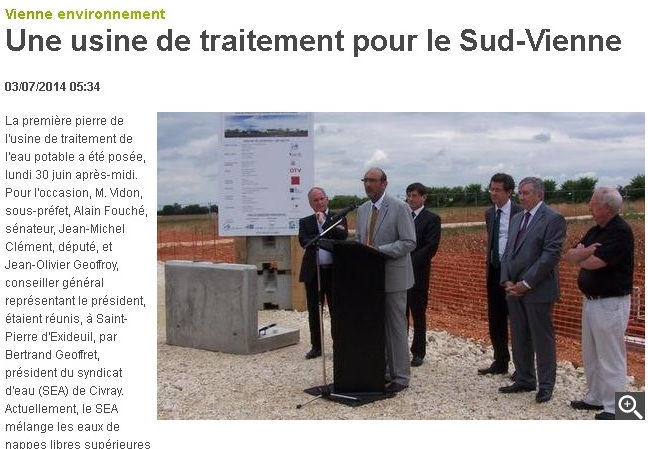 Vienne environnement
Une usine de traitement pour le Sud-Vienne
03/07/2014 05:34
La première pierre de
l'usine de traitement de
l'eau potable a été posée,
lundi 30 juin après-midi.
Pour l'occasion, M. Vidon,
sous-préfet, Alain Fouché,
sénateur, Jean-Michel
Clément, député, et
Jean-Olivier Geoffroy,
conseiller général
représentant le président,
étaient réunis, à Saint-
Pierre d'Exideuil, par
Bertrand Geoffret,
président du syndicat
d'eau (SEA) de Civray.
Actuellement, le SEA
mélange les eaux de
nappes libres supérieures
OTV